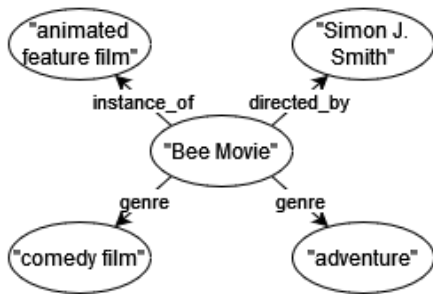 "animated
feature film"
"Simon J.
Smith"
instance_of
directed_by
"Bee Movie"
genre
genre
"comedy film"
"adventure"